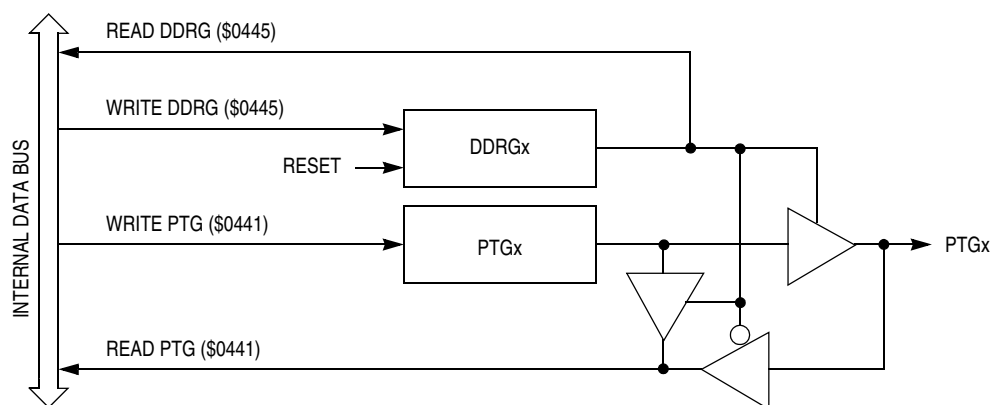 READ DDRG ($0445)
WRITE DDRG ($0445)
DDRGx
RESET
INTERNAL DATA BUS
WRITE PTG ($0441)
PTGx
PTGx
READ PTG ($0441)